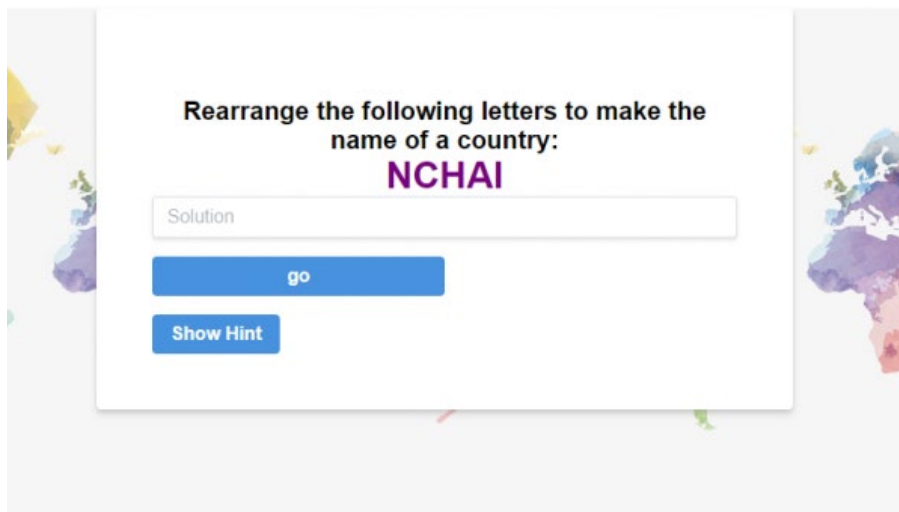 Rearrange the following letters to make the
name of a country:
NCHAI
Solution
go
Show Hint